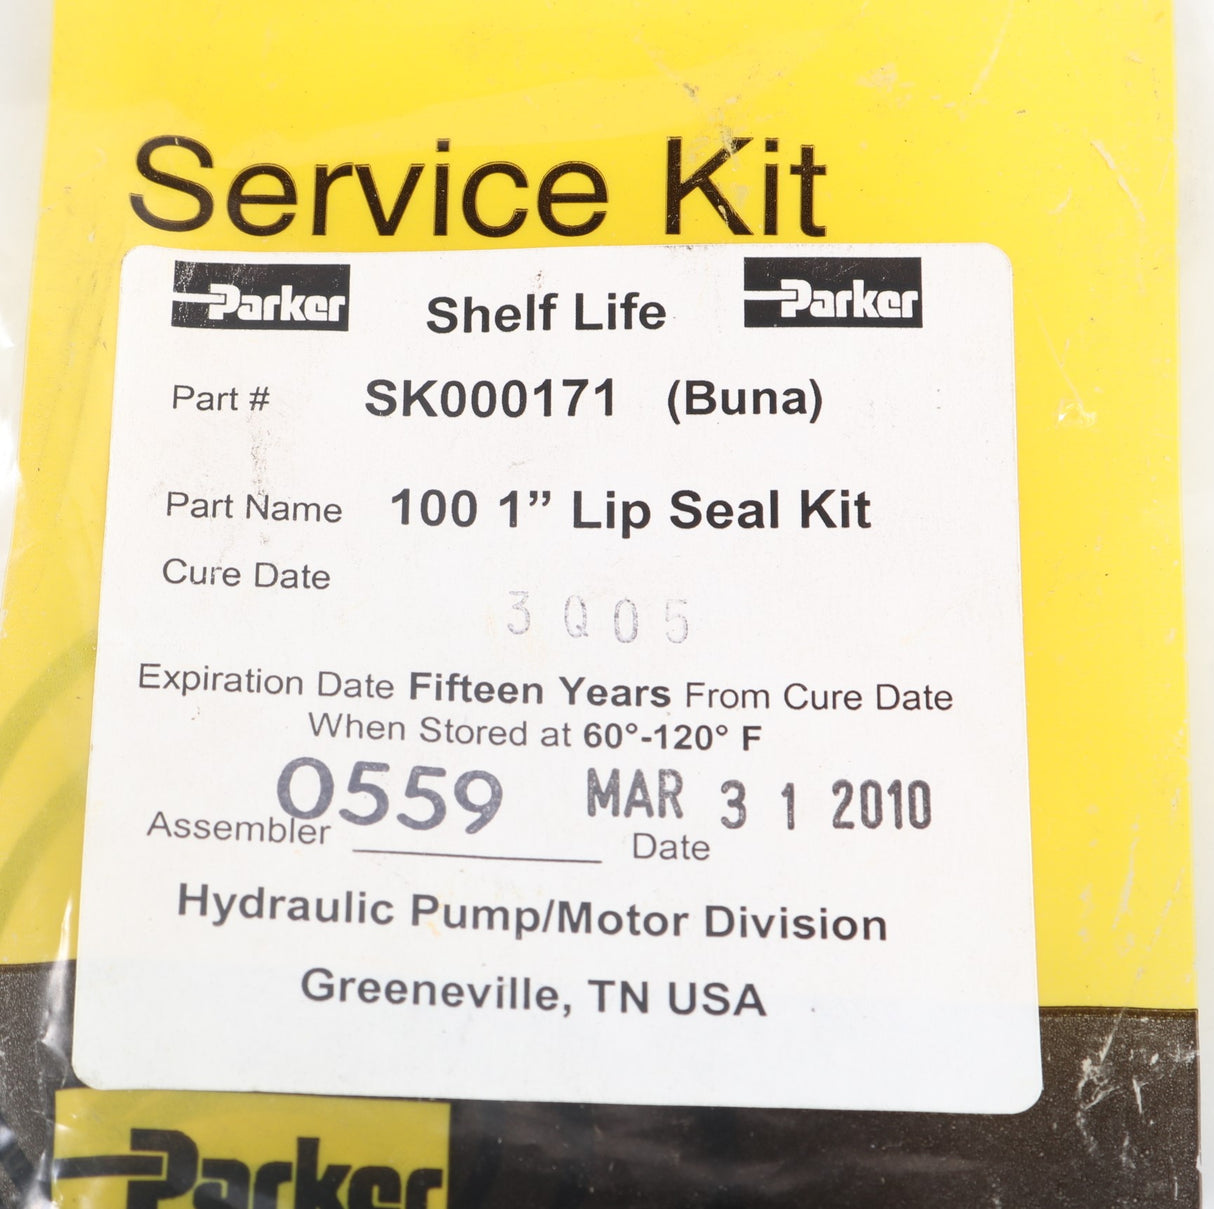 Service Kit
Parker Shelf Life Parker
Part # SK000171 (Buna)
Part Name 100 1” Lip Seal Kit
Cure Date
3Q05
Expiration Date Fifteen Years From Cure Date
When Stored at 60°-120° F
0559 MAR 31 2010
Assembler Date
Hydraulic Pump/Motor Division
Greeneville, TN USA
Parker